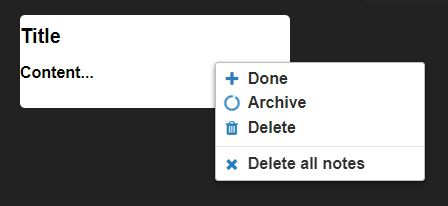 Title
Content...
Done
Archive
Delete
Delete all notes